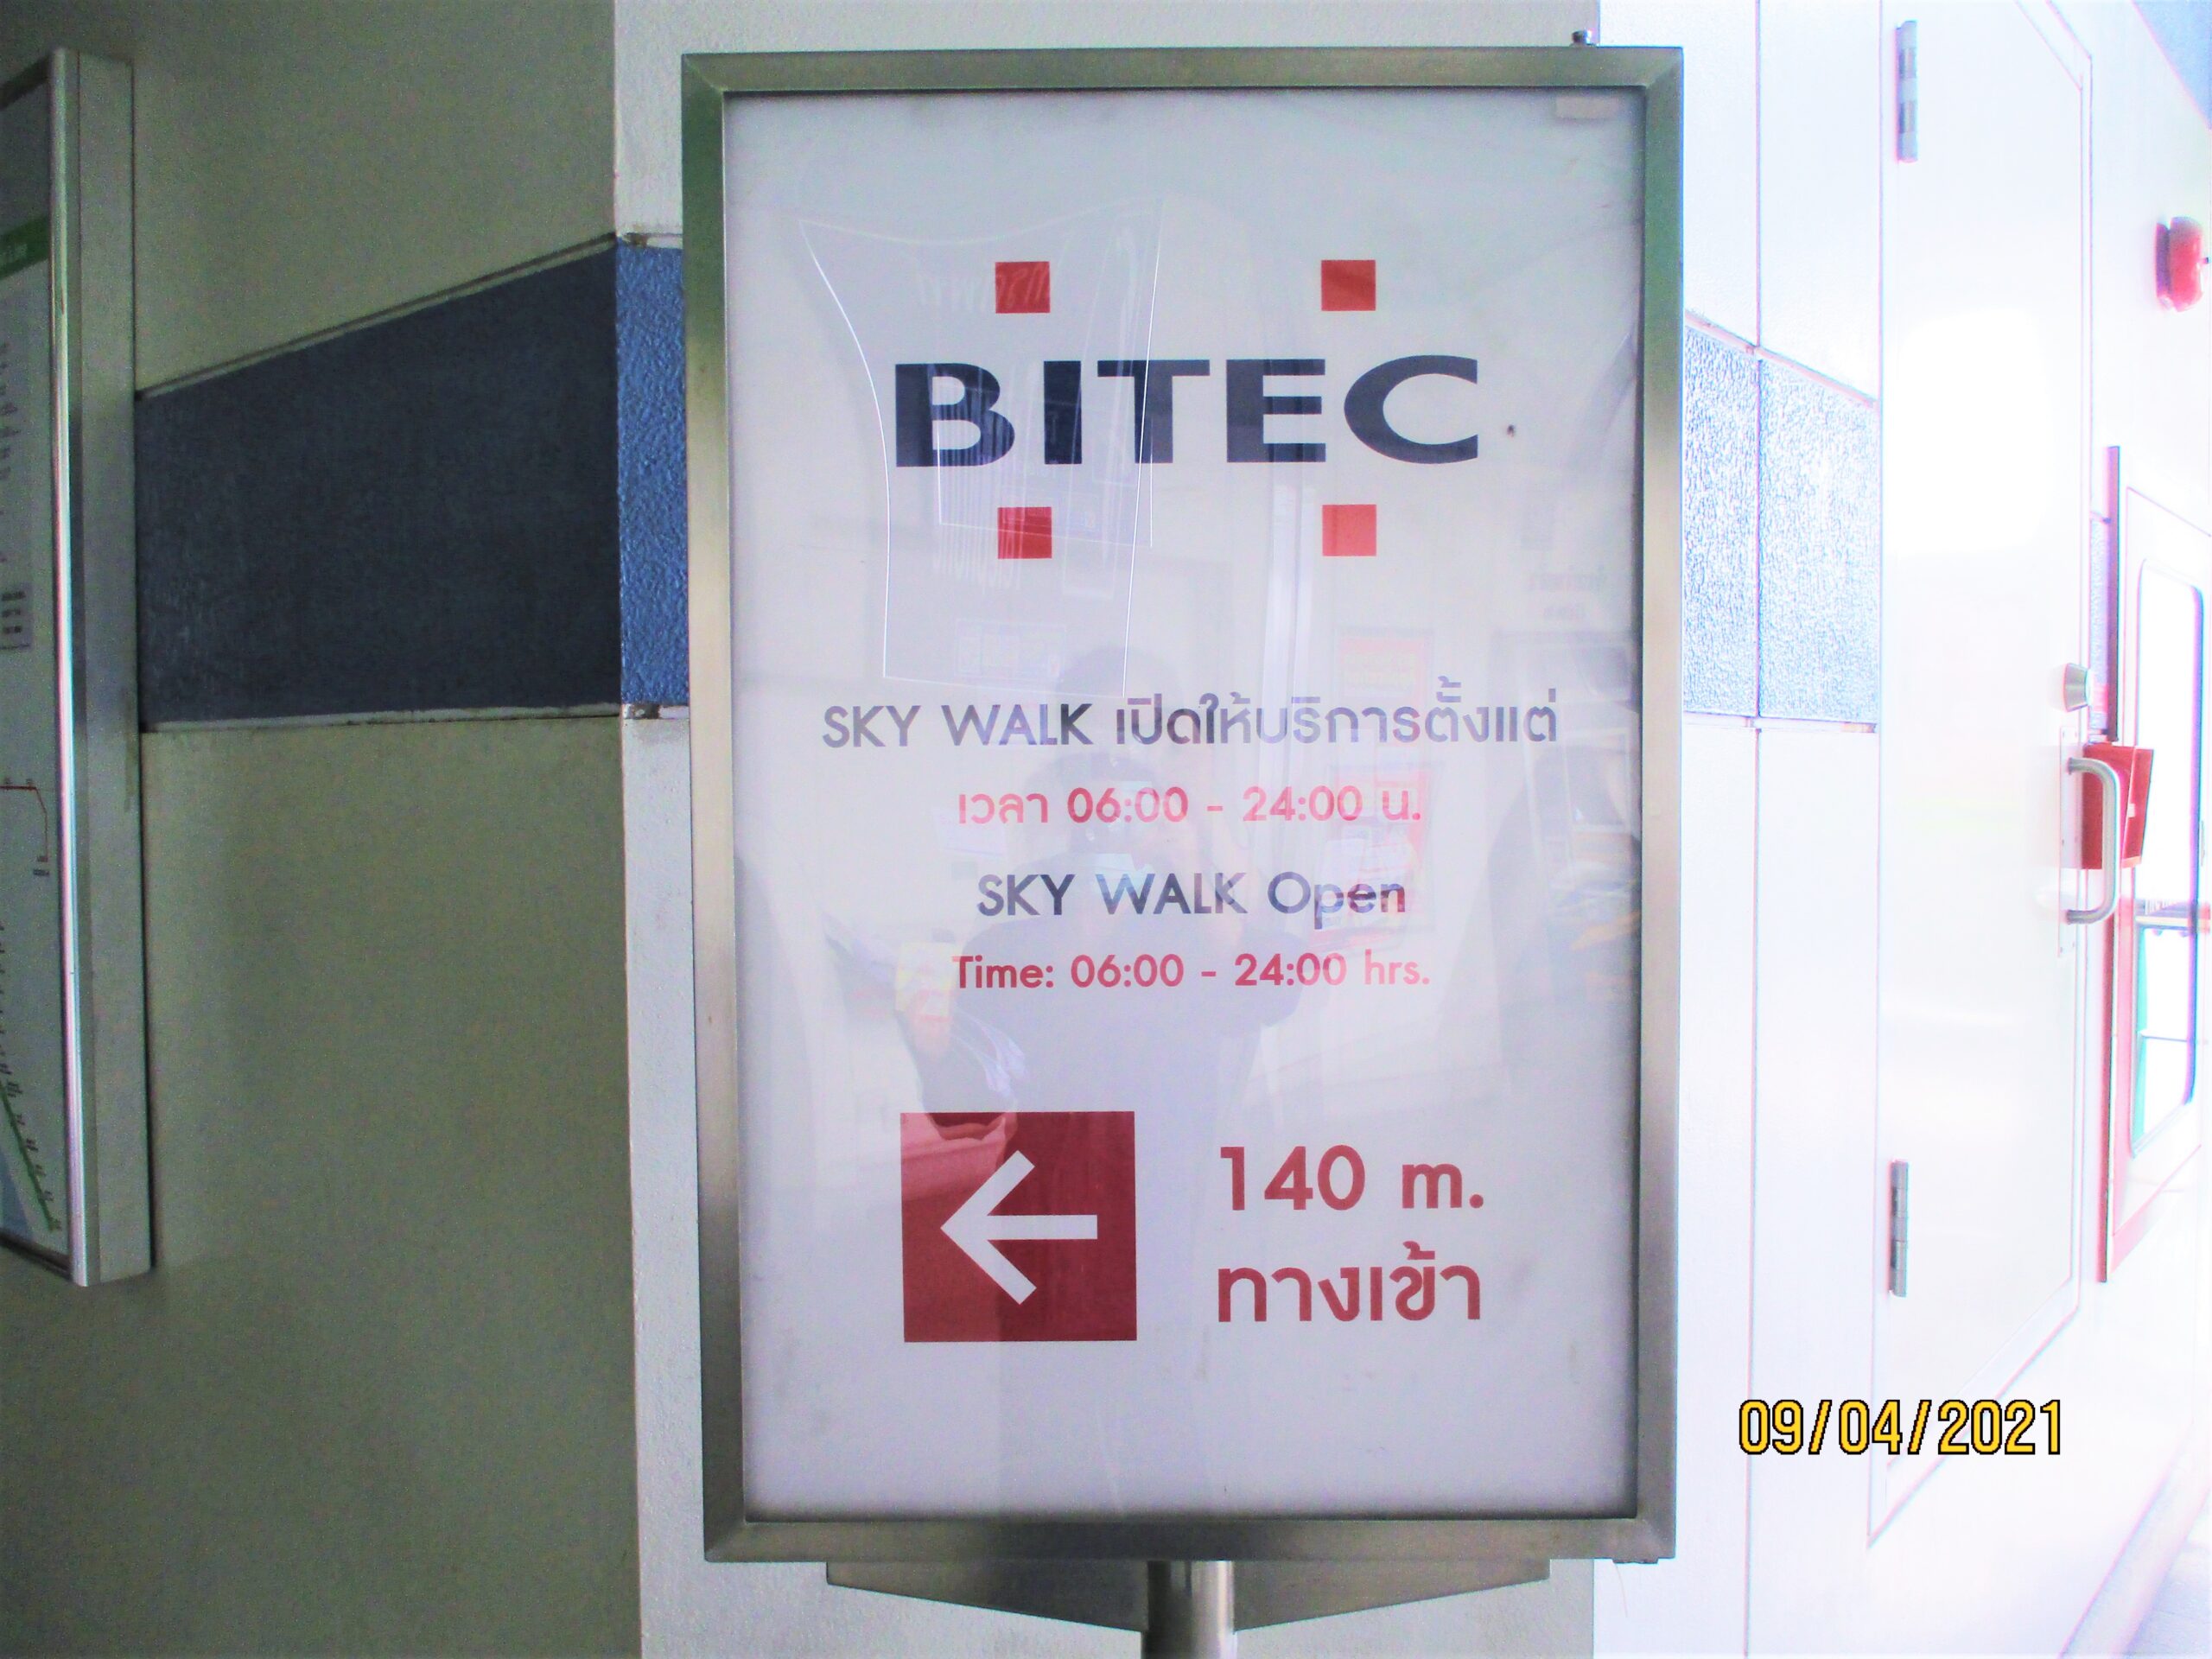 BITEC
SKY WALK เปิดให้บริการตั้งแต่
เวลา 06:00 - 24:00 น.
SKY WALK Open
Time: 06:00 - 24:00 hrs.
140 m.
ทางเข้า
09/04/2021